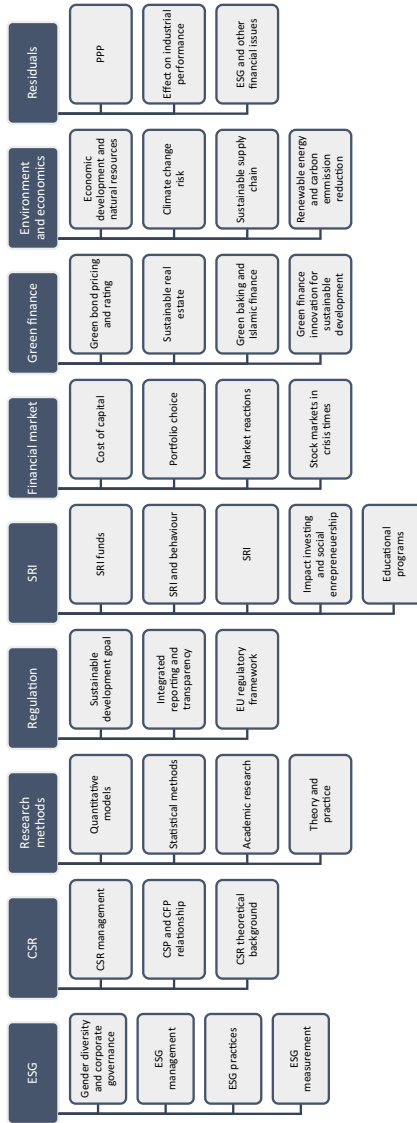 ESG
Gender diversity
and corporate
governance
ESG
management
ESG practices
ESG
measurement
CSR
CSR management
CSP and CFP
relationship
CSR theoretical
background
Research
methods
Quantitative
models
Statistical methods
Academic research
Theory and
practice
Regulation
Sustainable
development goal
Integrated
reporting and
transparency
EU regulatory
framework
SRI
SRI funds
SRI and behaviour
SRI
Impact investing
and social
enrepreneuership
Educational
programs
Financial market
Cost of capital
Portfolio choice
Market reactions
Stock markets in
crisis times
Green finance
Green bond pricing
and rating
Sustainable real
estate
Green baking and
Islamic finance
Green finance
innovation for
sustainable
development
Environment
and economics
Economic
development and
natural resources
Climate change
risk
Sustainable supply
chain
Renewable energy
and carbon
emmission
reduction
Residuals
PPP
Effect on industrial
performance
ESG and other
financial issues